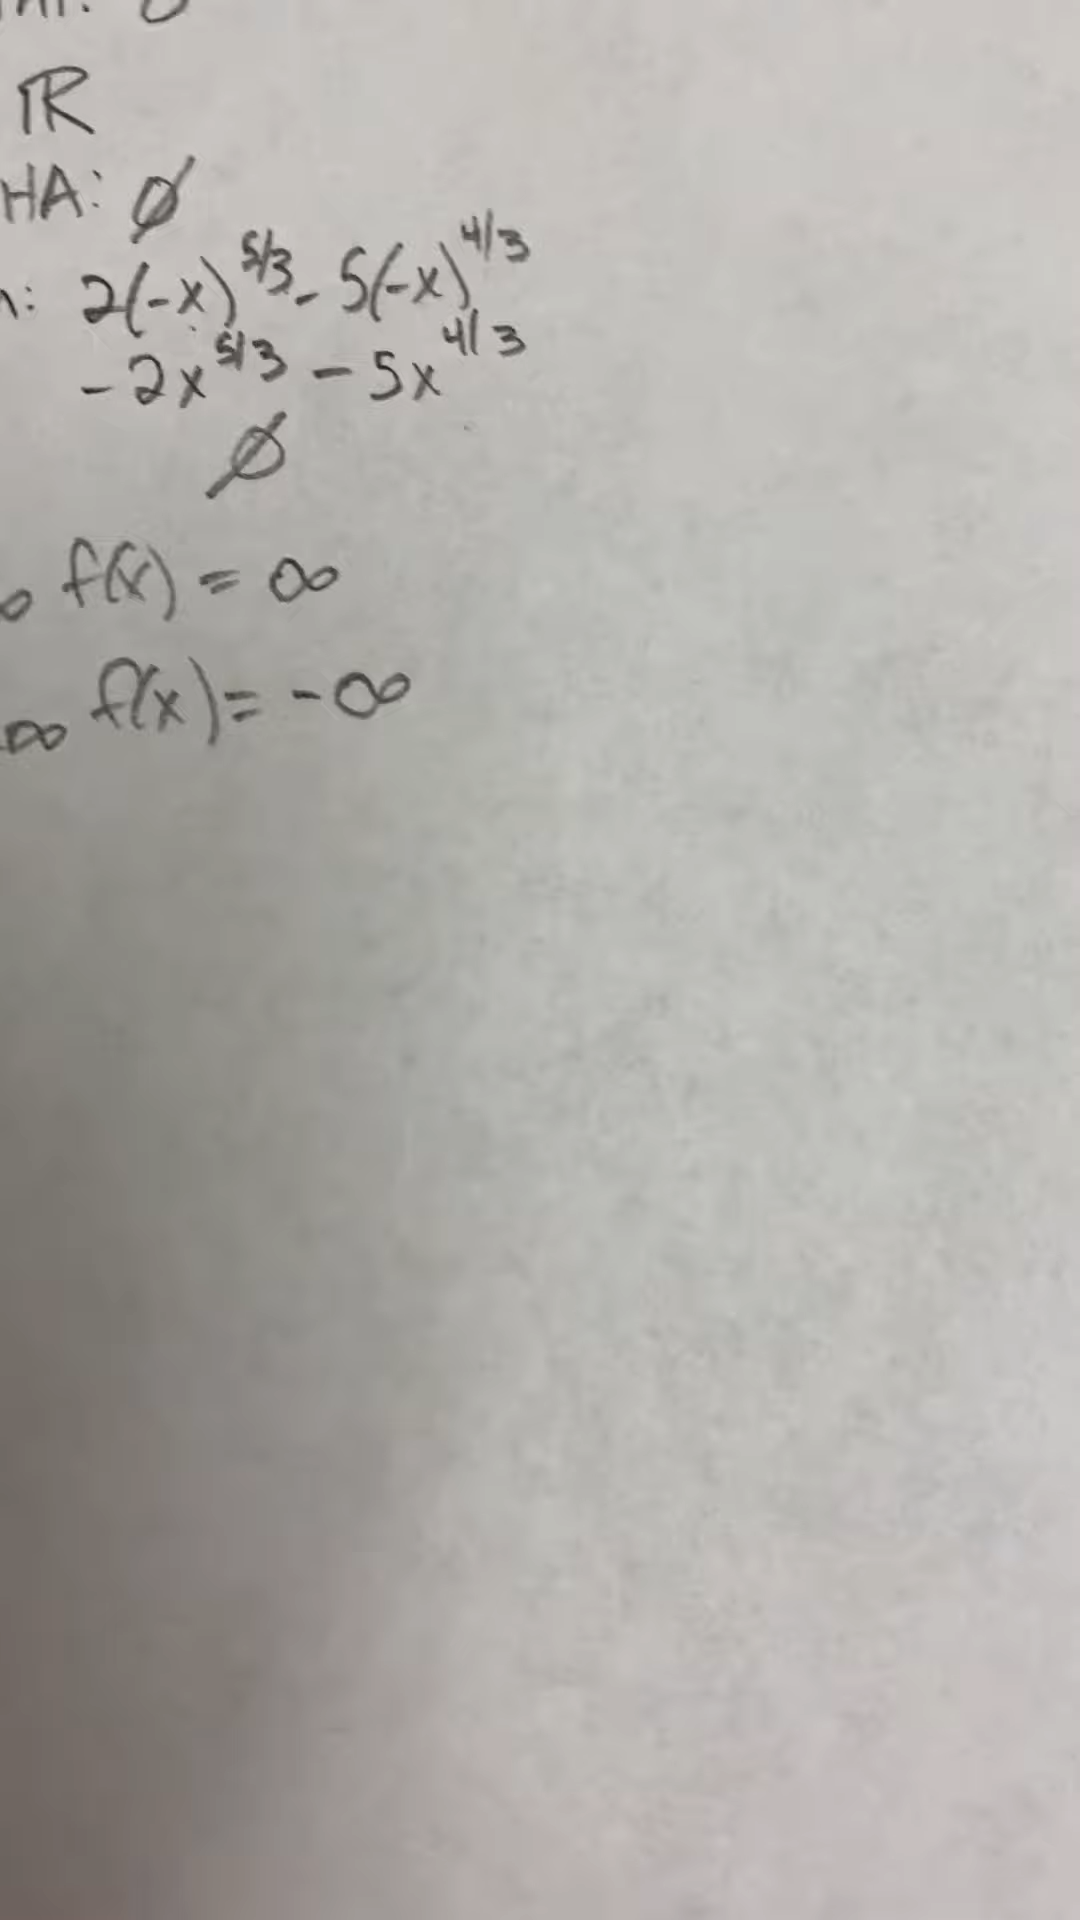 ℝ
HA: ∅
: 2(-x)^5/3 - 5(-x)^4/3
-2x^5/3 - 5x^4/3
∅
∞ f(x) = ∞
-∞ f(x) = -∞